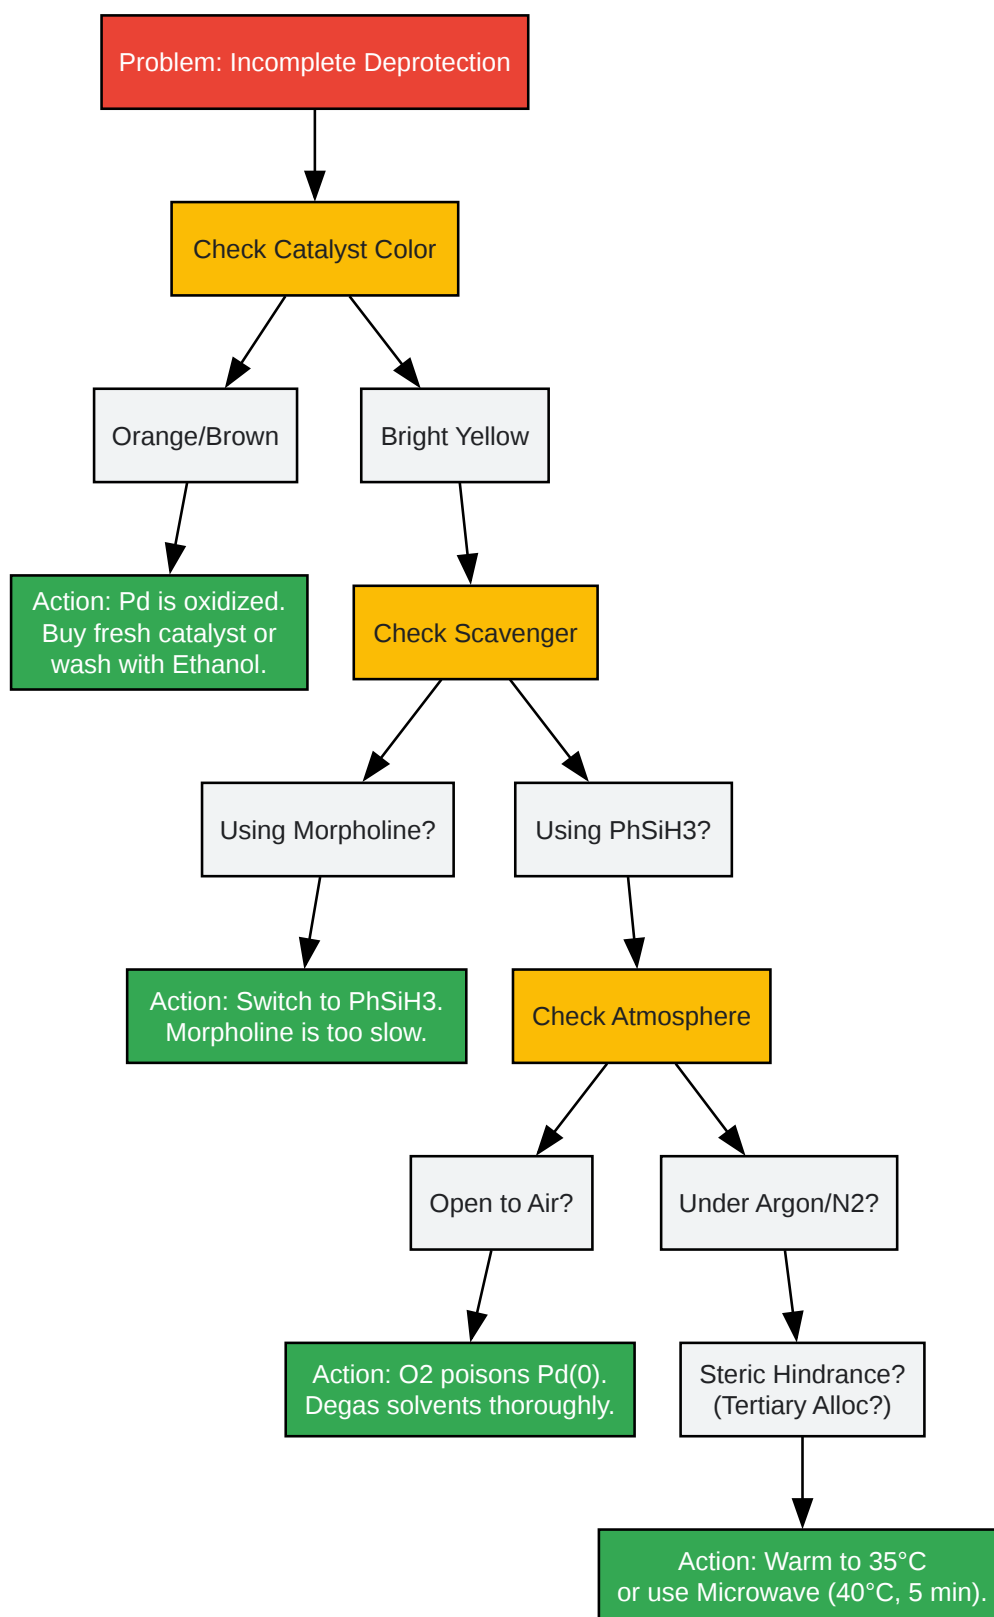 Problem: Incomplete Deprotection
Check Catalyst Color
Orange/Brown
Bright Yellow
Action: Pd is oxidized.
Buy fresh catalyst or
wash with Ethanol.
Check Scavenger
Using Morpholine?
Using PhSiH3?
Action: Switch to PhSiH3.
Morpholine is too slow.
Check Atmosphere
Open to Air?
Under Argon/N2?
Action: O2 poisons Pd(0).
Degas solvents thoroughly.
Steric Hindrance?
(Tertiary Alloc?)
Action: Warm to 35°C
or use Microwave (40°C, 5 min).